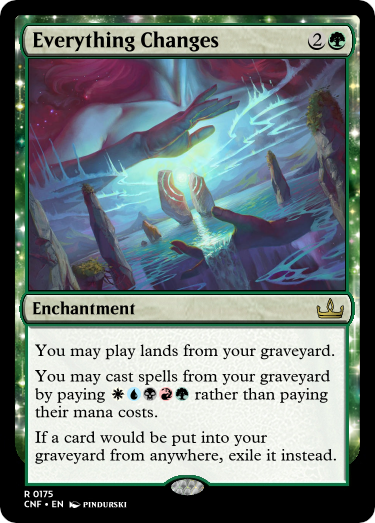 Everything Changes 2
Enchantment
You may play lands from your graveyard.
You may cast spells from your graveyard
by paying rather than paying
their mana costs.
If a card would be put into your
graveyard from anywhere, exile it instead.
R 0175
CNF • EN PINDURSKI